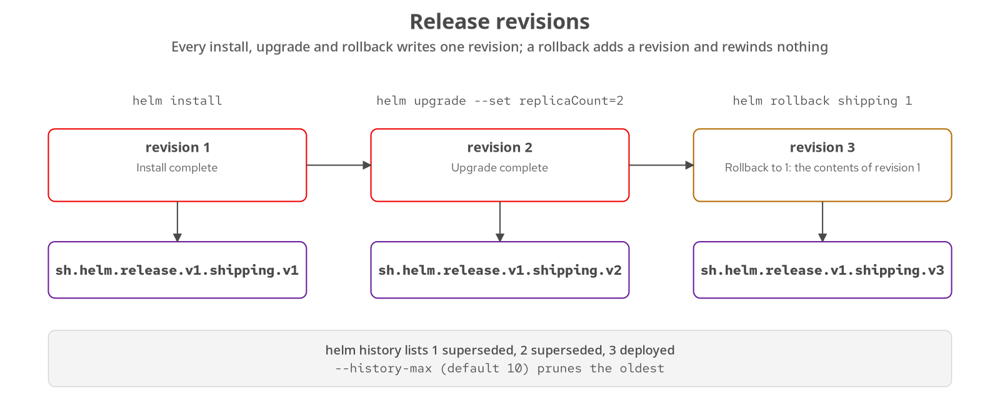 Release revisions
Every install, upgrade and rollback writes one revision; a rollback adds a revision and rewinds nothing
helm install
helm upgrade --set replicaCount=2
helm rollback shipping 1
revision 1
Install complete
revision 2
Upgrade complete
revision 3
Rollback to 1: the contents of revision 1
sh.helm.release.v1.shipping.v1
sh.helm.release.v1.shipping.v2
sh.helm.release.v1.shipping.v3
helm history lists 1 superseded, 2 superseded, 3 deployed
--history-max (default 10) prunes the oldest